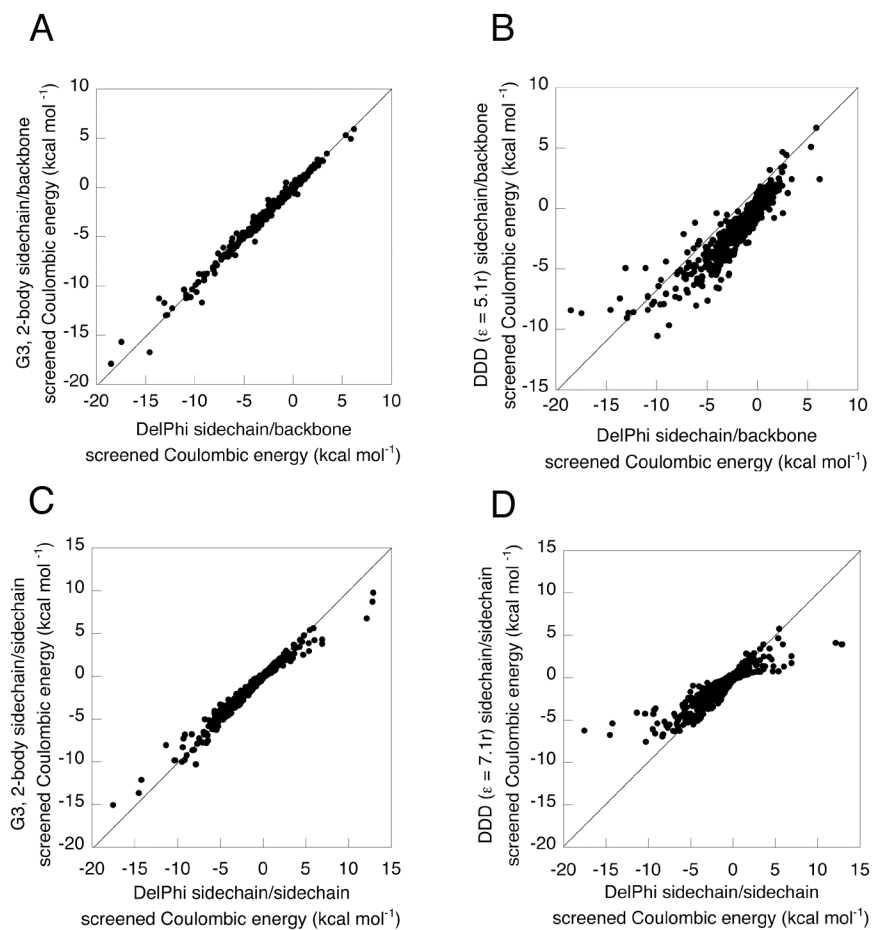 A
G3, 2-body sidechain/backbone
screened Coulombic energy (kcal mol⁻¹)
10
5
0
-5
-10
-15
-20
-20 -15 -10 -5 0 5 10
DelPhi sidechain/backbone
screened Coulombic energy (kcal mol⁻¹)
B
DDD (ε = 5.1r) sidechain/backbone
screened Coulombic energy (kcal mol⁻¹)
10
5
0
-5
-10
-15
-20 -15 -10 -5 0 5 10
DelPhi sidechain/backbone
screened Coulombic energy (kcal mol⁻¹)
C
G3, 2-body sidechain/sidechain
screened Coulombic energy (kcal mol⁻¹)
15
10
5
0
-5
-10
-15
-20
-20 -15 -10 -5 0 5 10 15
DelPhi sidechain/sidechain
screened Coulombic energy (kcal mol⁻¹)
D
DDD (ε = 7.1r) sidechain/sidechain
screened Coulombic energy (kcal mol⁻¹)
15
10
5
0
-5
-10
-15
-20
-20 -15 -10 -5 0 5 10 15
DelPhi sidechain/sidechain
screened Coulombic energy (kcal mol⁻¹)